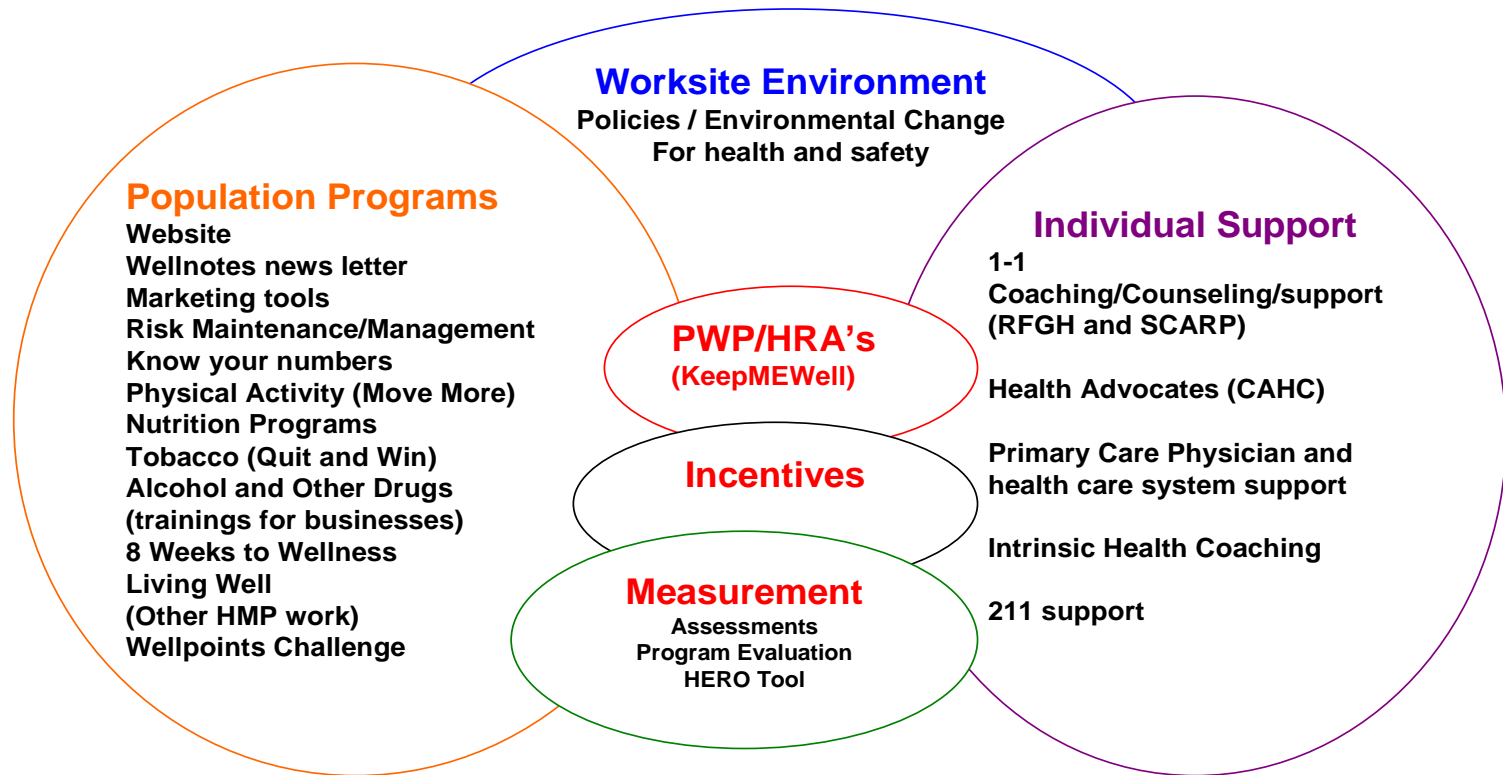 Worksite Environment
Policies / Environmental Change
For health and safety
Population Programs
Website
Wellnotes news letter
Marketing tools
Risk Maintenance/Management
Know your numbers
Physical Activity (Move More)
Nutrition Programs
Tobacco (Quit and Win)
Alcohol and Other Drugs
(trainings for businesses)
8 Weeks to Wellness
Living Well
(Other HMP work)
Wellpoints Challenge
PWP/HRA's
(KeepMEWell)
Incentives
Measurement
Assessments
Program Evaluation
HERO Tool
Individual Support
1-1
Coaching/Counseling/support
(RFGH and SCARP)
Health Advocates (CAHC)
Primary Care Physician and
health care system support
Intrinsic Health Coaching
211 support